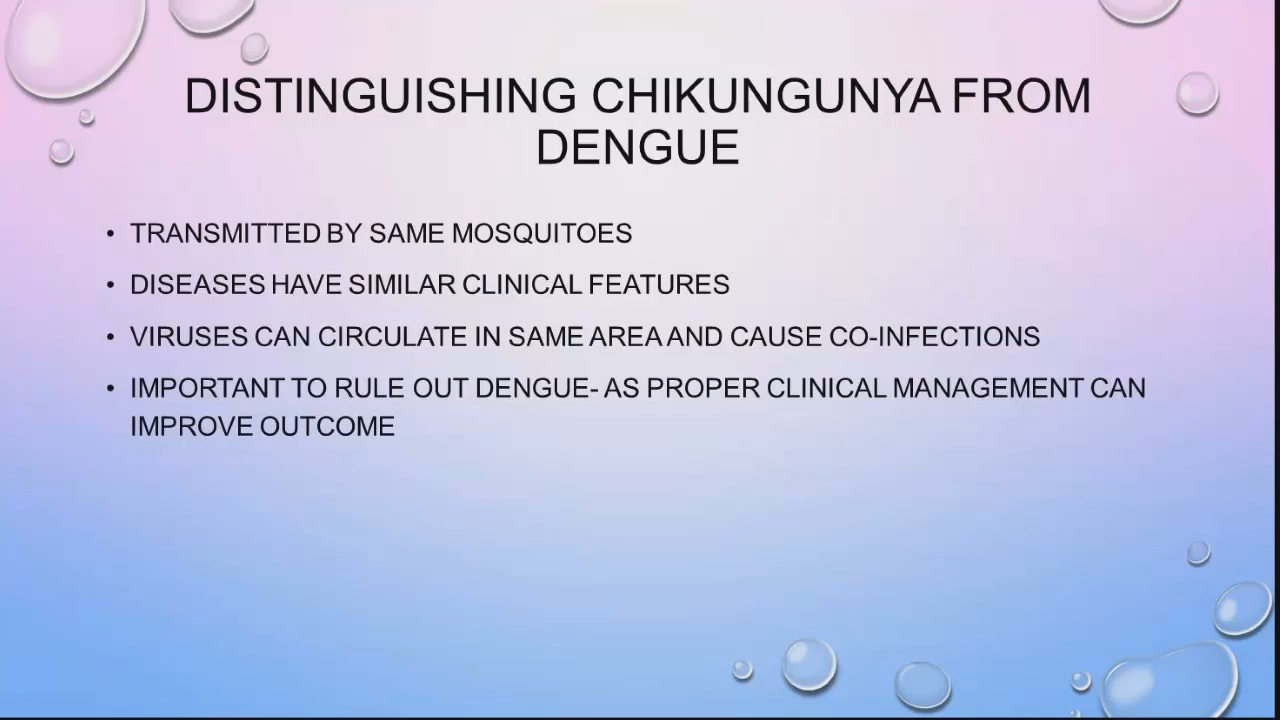 DISTINGUISHING CHIKUNGUNYA FROM
DENGUE
• TRANSMITTED BY SAME MOSQUITOES
• DISEASES HAVE SIMILAR CLINICAL FEATURES
• VIRUSES CAN CIRCULATE IN SAME AREA AND CAUSE CO-INFECTIONS
• IMPORTANT TO RULE OUT DENGUE- AS PROPER CLINICAL MANAGEMENT CAN
IMPROVE OUTCOME